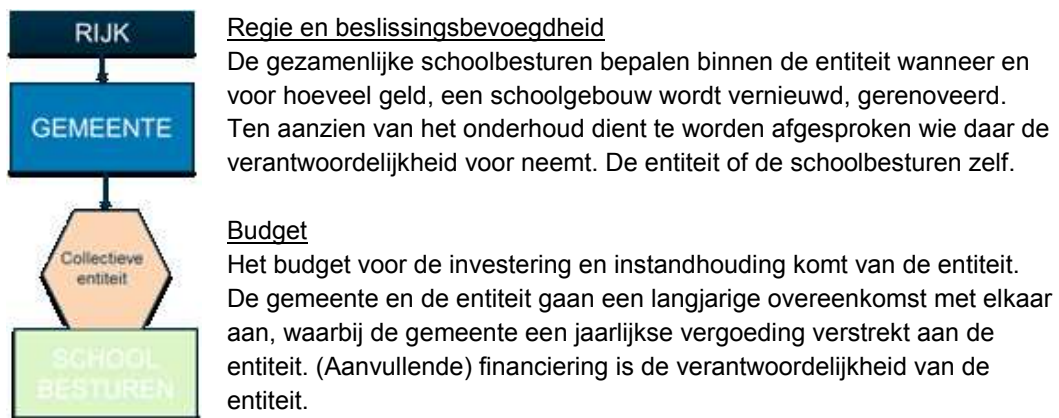 RIJK
GEMEENTE
Collectieve
entiteit
SCHOOL
BESTUREN
Regie en beslissingsbevoegdheid
De gezamenlijke schoolbesturen bepalen binnen de entiteit wanneer en
voor hoeveel geld, een schoolgebouw wordt vernieuwd, gerenoveerd.
Ten aanzien van het onderhoud dient te worden afgesproken wie daar de
verantwoordelijkheid voor neemt. De entiteit of de schoolbesturen zelf.
Budget
Het budget voor de investering en instandhouding komt van de entiteit.
De gemeente en de entiteit gaan een langjarige overeenkomst met elkaar
aan, waarbij de gemeente een jaarlijkse vergoeding verstrekt aan de
entiteit. (Aanvullende) financiering is de verantwoordelijkheid van de
entiteit.